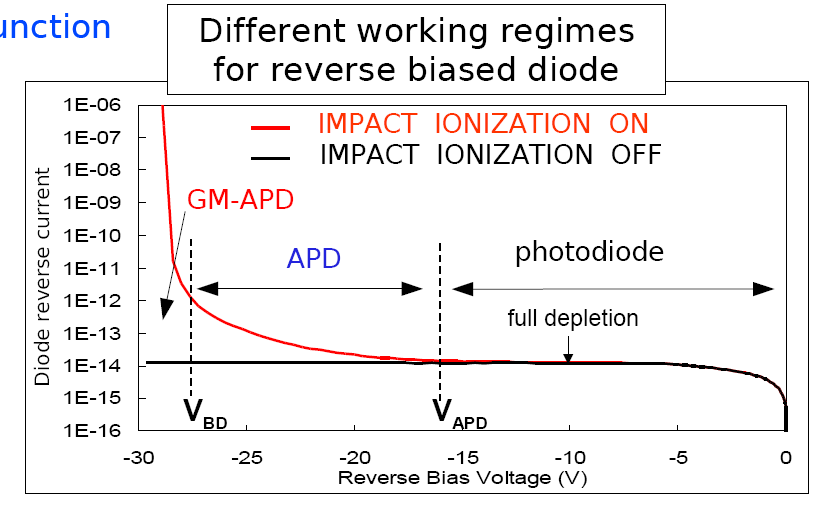 unction
Different working regimes
for reverse biased diode
IMPACT IONIZATION ON
IMPACT IONIZATION OFF
GM-APD
APD
photodiode
full depletion
V BD
V APD
Diode reverse current
1E-06
1E-07
1E-08
1E-09
1E-10
1E-11
1E-12
1E-13
1E-14
1E-15
1E-16
-30 -25 -20 -15 -10 -5 0
Reverse Bias Voltage (V)